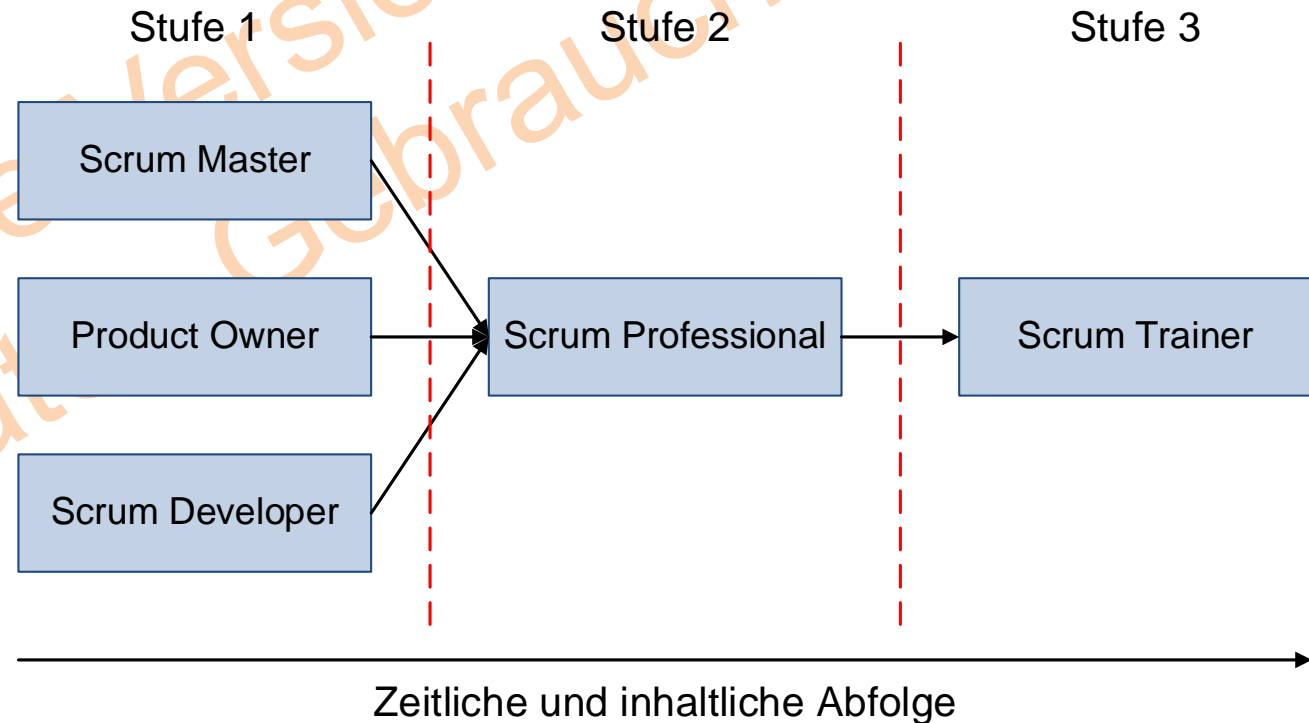 Stufe 1
Stufe 2
Stufe 3
Scrum Master
Product Owner
Scrum Professional
Scrum Trainer
Scrum Developer
Zeitliche und inhaltliche Abfolge
Gebrauch